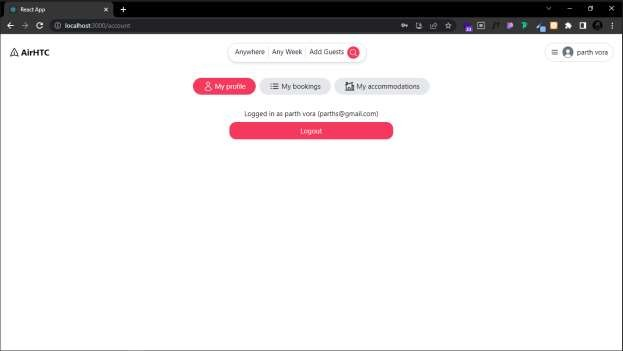 React App
localhost:3000/account
AirHTC
Anywhere
Any Week
Add Guests
parth vora
My profile
My bookings
My accommodations
Logged in as parth vora (parths@gmail.com)
Logout